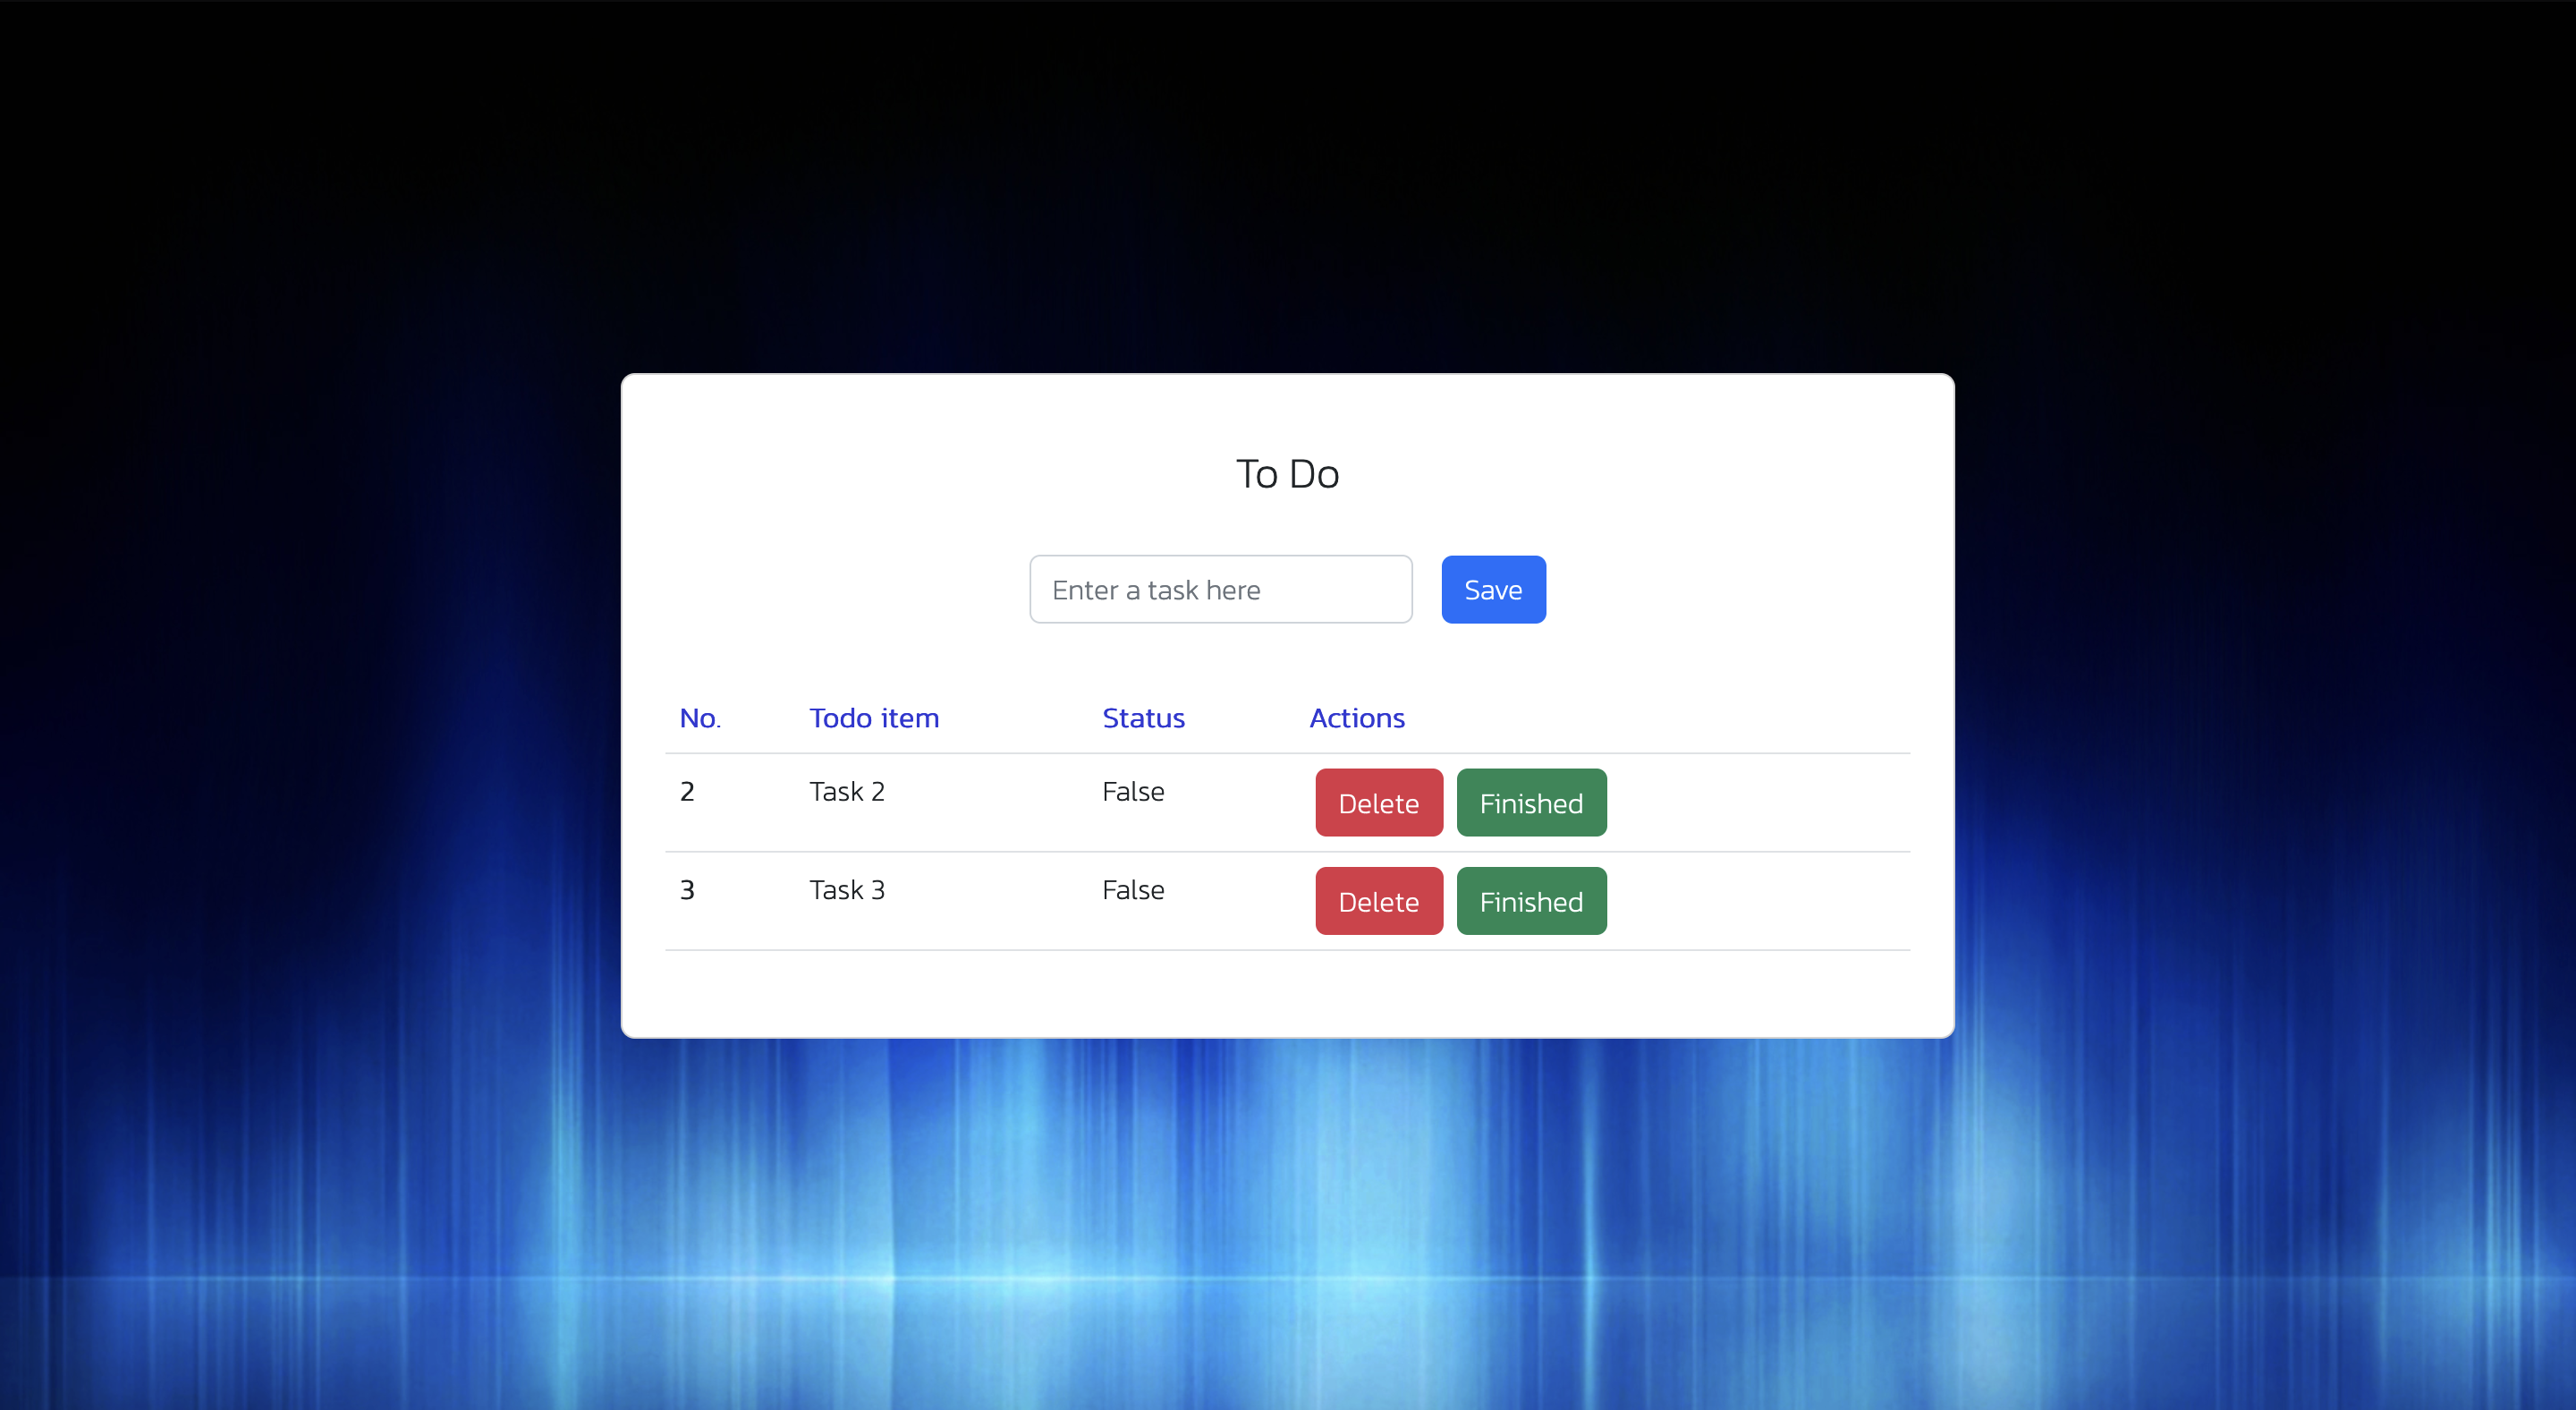 To Do
Enter a task here Save
No. Todo item Status Actions
2 Task 2 False Delete Finished
3 Task 3 False Delete Finished